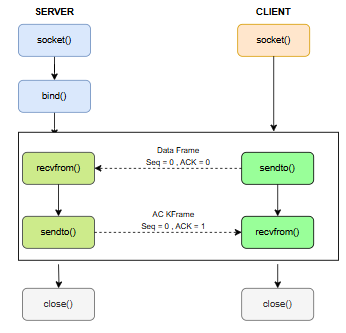 SERVER
CLIENT
socket()
socket()
bind()
Data Frame
Seq = 0 , ACK = 0
recvfrom()
sendto()
AC KFrame
Seq = 0 , ACK = 1
sendto()
recvfrom()
close()
close()